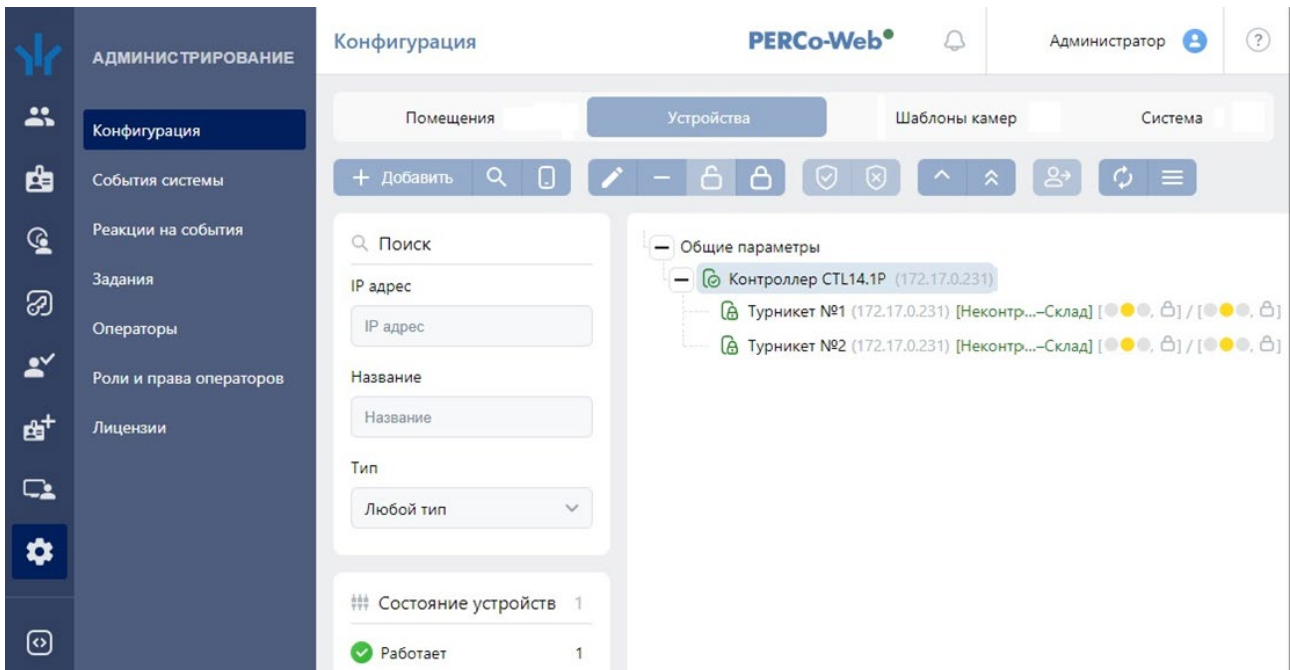 АДМИНИСТРИРОВАНИЕ
Конфигурация
События системы
Реакции на события
Задания
Операторы
Роли и права операторов
Лицензии
Конфигурация
PERCo-Web
Администратор
?
Помещения
Устройства
Шаблоны камер
Система
+ Добавить
Поиск
IP адрес
IP адрес
Название
Название
Тип
Любой тип
Состояние устройств 1
Работает 1
Общие параметры
Контроллер CTL14.1P (172.17.0.231)
Турникет №1 (172.17.0.231) [Неконтр...–Склад] [ , ] / [ , ]
Турникет №2 (172.17.0.231) [Неконтр...–Склад] [ , ] / [ , ]